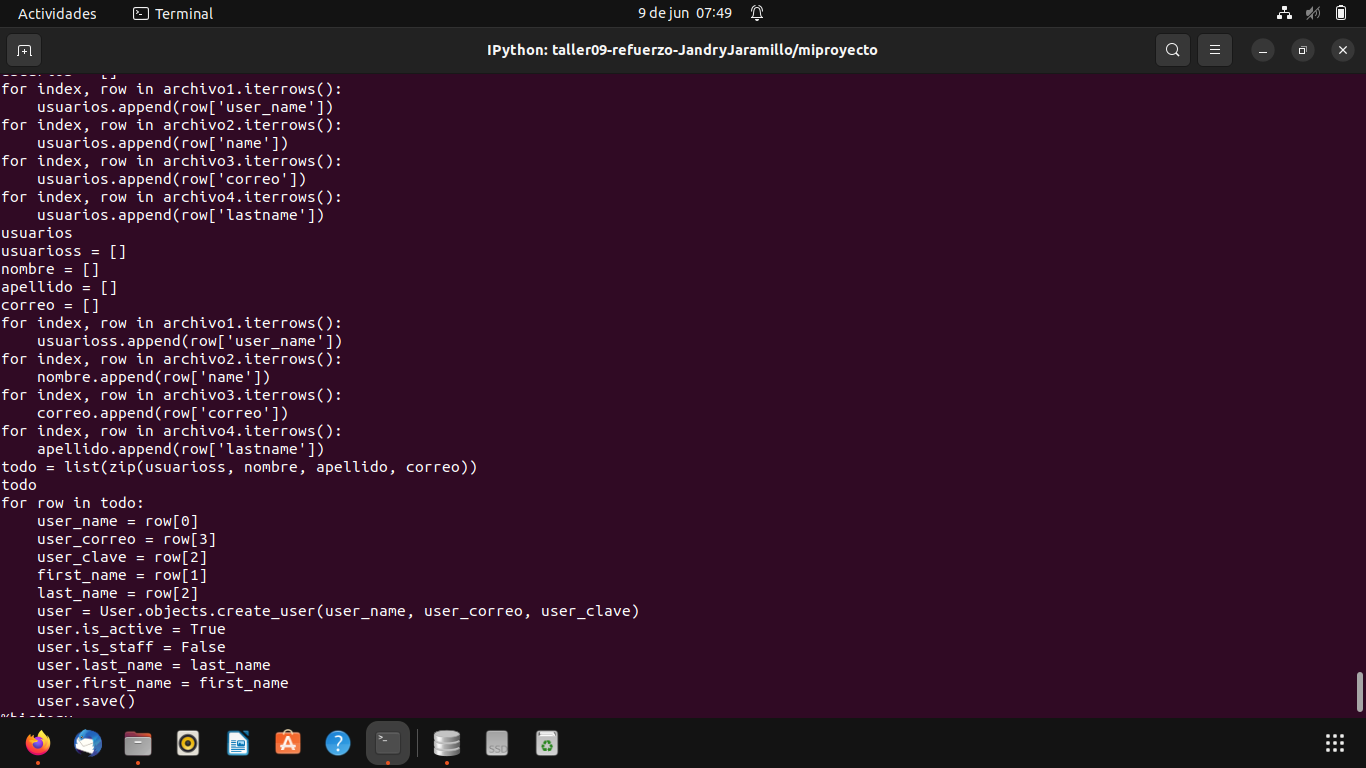 Actividades
Terminal
9 de jun 07:49
IPython: taller09-refuerzo-JandryJaramillo/miproyecto
for index, row in archivo1.iterrows():
    usuarios.append(row['user_name'])
for index, row in archivo2.iterrows():
    usuarios.append(row['name'])
for index, row in archivo3.iterrows():
    usuarios.append(row['correo'])
for index, row in archivo4.iterrows():
    usuarios.append(row['lastname'])
usuarios
usuarioss = []
nombre = []
apellido = []
correo = []
for index, row in archivo1.iterrows():
    usuarioss.append(row['user_name'])
for index, row in archivo2.iterrows():
    nombre.append(row['name'])
for index, row in archivo3.iterrows():
    correo.append(row['correo'])
for index, row in archivo4.iterrows():
    apellido.append(row['lastname'])
todo = list(zip(usuarioss, nombre, apellido, correo))
todo
for row in todo:
    user_name = row[0]
    user_correo = row[3]
    user_clave = row[2]
    first_name = row[1]
    last_name = row[2]
    user = User.objects.create_user(user_name, user_correo, user_clave)
    user.is_active = True
    user.is_staff = False
    user.last_name = last_name
    user.first_name = first_name
    user.save()
%history
SSD